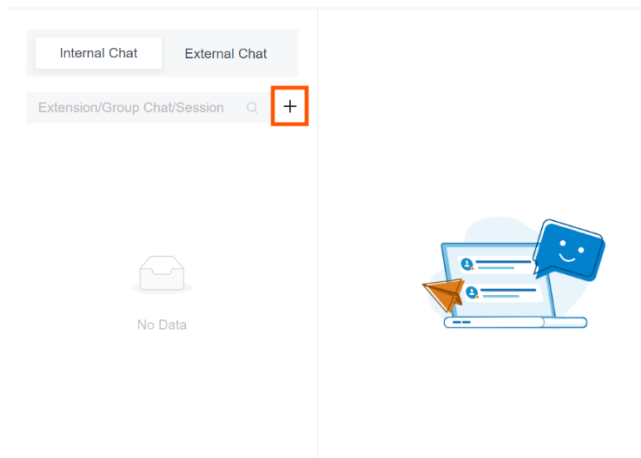 Internal Chat
External Chat
Extension/Group Chat/Session
No Data